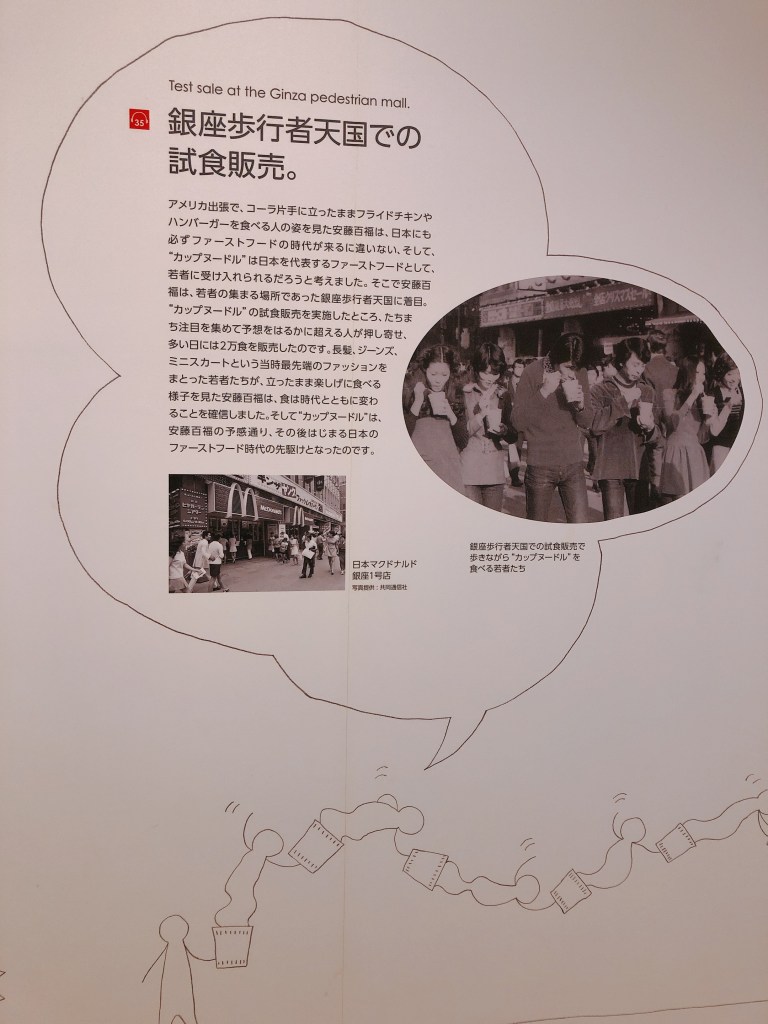 Test sale at the Ginza pedestrian mall.
35
銀座歩行者天国での
試食販売。
アメリカ出張で、コーラ片手に立ったままフライドチキンや
ハンバーガーを食べる人の姿を見た安藤百福は、日本にも
必ずファーストフードの時代が来るに違いない、そして、
“カップヌードル”は日本を代表するファーストフードとして、
若者に受け入れられるだろうと考えました。そこで安藤百
福は、若者の集まる場所であった銀座歩行者天国に着目。
“カップヌードル”の試食販売を実施したところ、たちま
ち注目を集めて予想をはるかに超える人が押し寄せ、
多い日には2万食を販売したのです。長髪、ジーンズ、
ミニスカートという当時最先端のファッションを
まとった若者たちが、立ったまま楽しげに食べる
様子を見た安藤百福は、食は時代とともに変わ
ることを確信しました。そして“カップヌードル”は、
安藤百福の予感通り、その後はじまる日本の
ファーストフード時代の先駆けとなったのです。
McDonald's
日本マクドナルド
銀座1号店
写真提供：共同通信社
銀座歩行者天国での試食販売で
歩きながら“カップヌードル”を
食べる若者たち